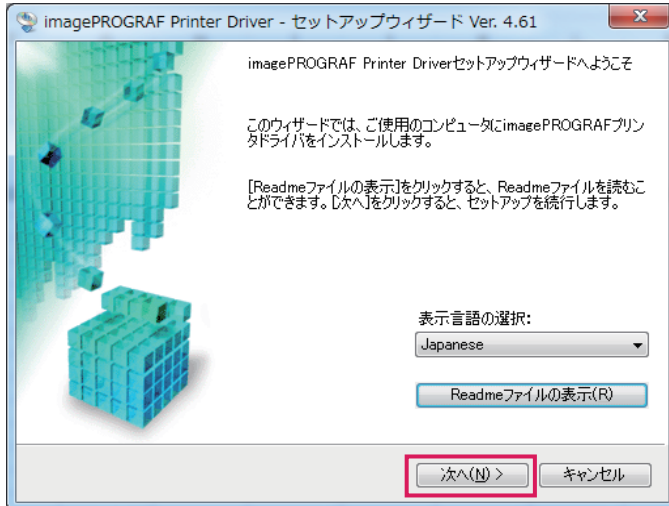 imagePROGRAF Printer Driver - セットアップウィザード Ver. 4.61
imagePROGRAF Printer Driverセットアップウィザードへようこそ
このウィザードでは、ご使用のコンピュータにimagePROGRAFプリン
タドライバをインストールします。
[Readmeファイルの表示]をクリックすると、Readmeファイルを読むこ
とができます。[次へ]をクリックすると、セットアップを続行します。
表示言語の選択:
Japanese
Readmeファイルの表示(R)
次へ(N) >
キャンセル